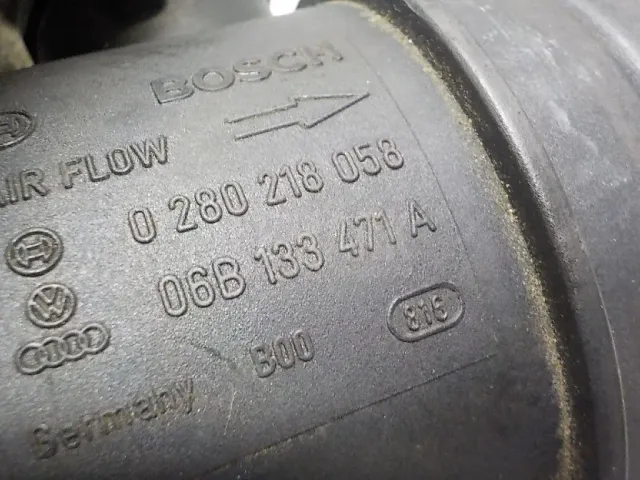 BOSCH
AIR FLOW
0 280 218 058
06B 133 471 A
B00
816
Germany